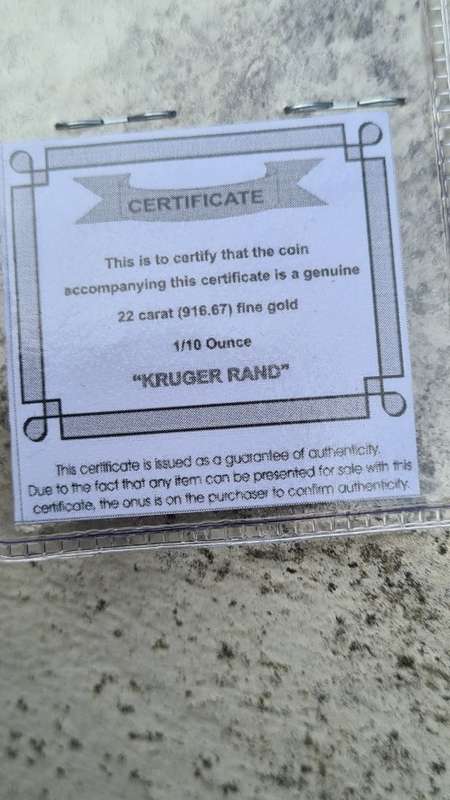 CERTIFICATE
This is to certify that the coin
accompanying this certificate is a genuine
22 carat (916.67) fine gold
1/10 Ounce
“KRUGER RAND”
This certificate is issued as a guarantee of authenticity.
Due to the fact that any item can be presented for sale with this
certificate, the onus is on the purchaser to confirm authenticity.